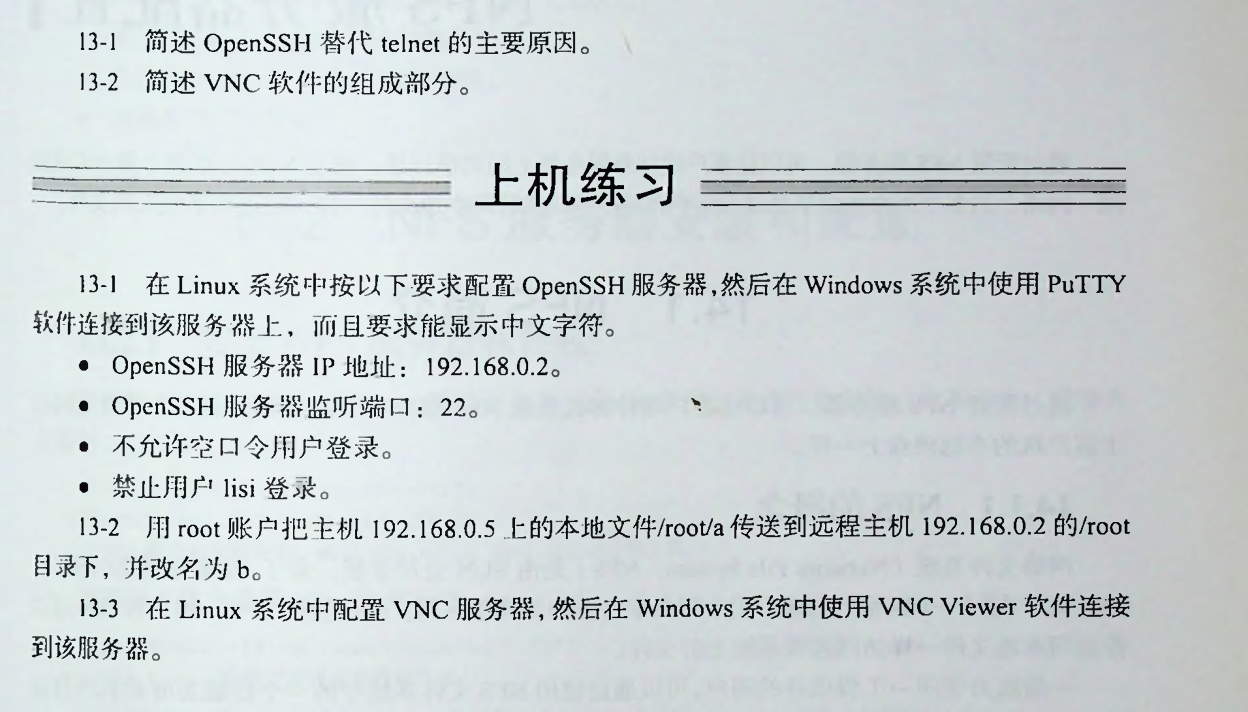 13-1 简述 OpenSSH 替代 telnet 的主要原因。
13-2 简述 VNC 软件的组成部分。
上机练习
13-1 在 Linux 系统中按以下要求配置 OpenSSH 服务器,然后在 Windows 系统中使用 PuTTY
软件连接到该服务器上，而且要求能显示中文字符。
● OpenSSH 服务器 IP 地址：192.168.0.2。
● OpenSSH 服务器监听端口：22。
● 不允许空口令用户登录。
● 禁止用户 lisi 登录。
13-2 用 root 账户把主机 192.168.0.5 上的本地文件/root/a 传送到远程主机 192.168.0.2 的/root
目录下，并改名为 b。
13-3 在 Linux 系统中配置 VNC 服务器,然后在 Windows 系统中使用 VNC Viewer 软件连接
到该服务器。